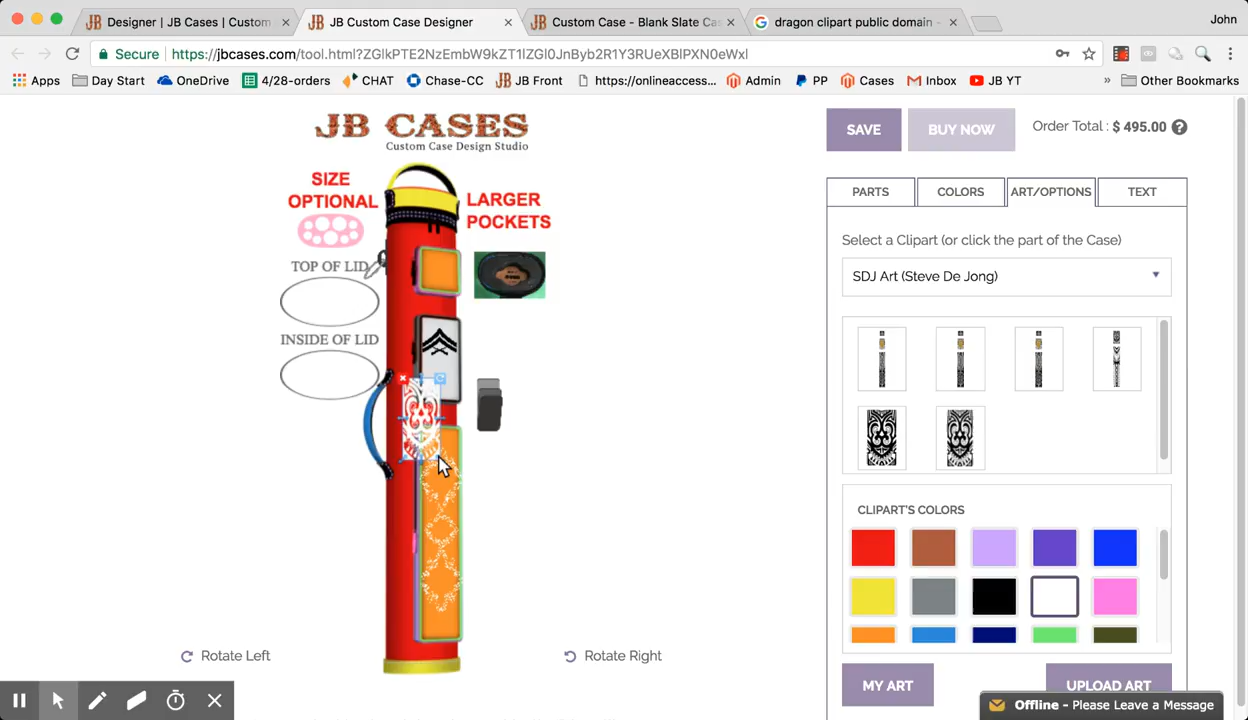 Designer | JB Cases | Custom
JB Custom Case Designer
Custom Case - Blank Slate Cas
dragon clipart public domain -
John
Secure
https://jbcases.com/tool.html?ZGlkPTE2NzEmbW9kZT1lZGl0JnByb2R1Y3RUeXBlPXN0eWxl
Apps
Day Start
OneDrive
4/28-orders
CHAT
Chase-CC
JB Front
https://onlineaccess...
Admin
PP
Cases
Inbox
JB YT
»
Other Bookmarks
JB CASES
Custom Case Design Studio
SIZE
OPTIONAL
LARGER
POCKETS
TOP OF LID
INSIDE OF LID
Rotate Left
Rotate Right
SAVE
BUY NOW
Order Total : $ 495.00 ?
PARTS
COLORS
ART/OPTIONS
TEXT
Select a Clipart (or click the part of the Case)
SDJ Art (Steve De Jong)
CLIPART'S COLORS
MY ART
UPLOAD ART
Offline - Please Leave a Message